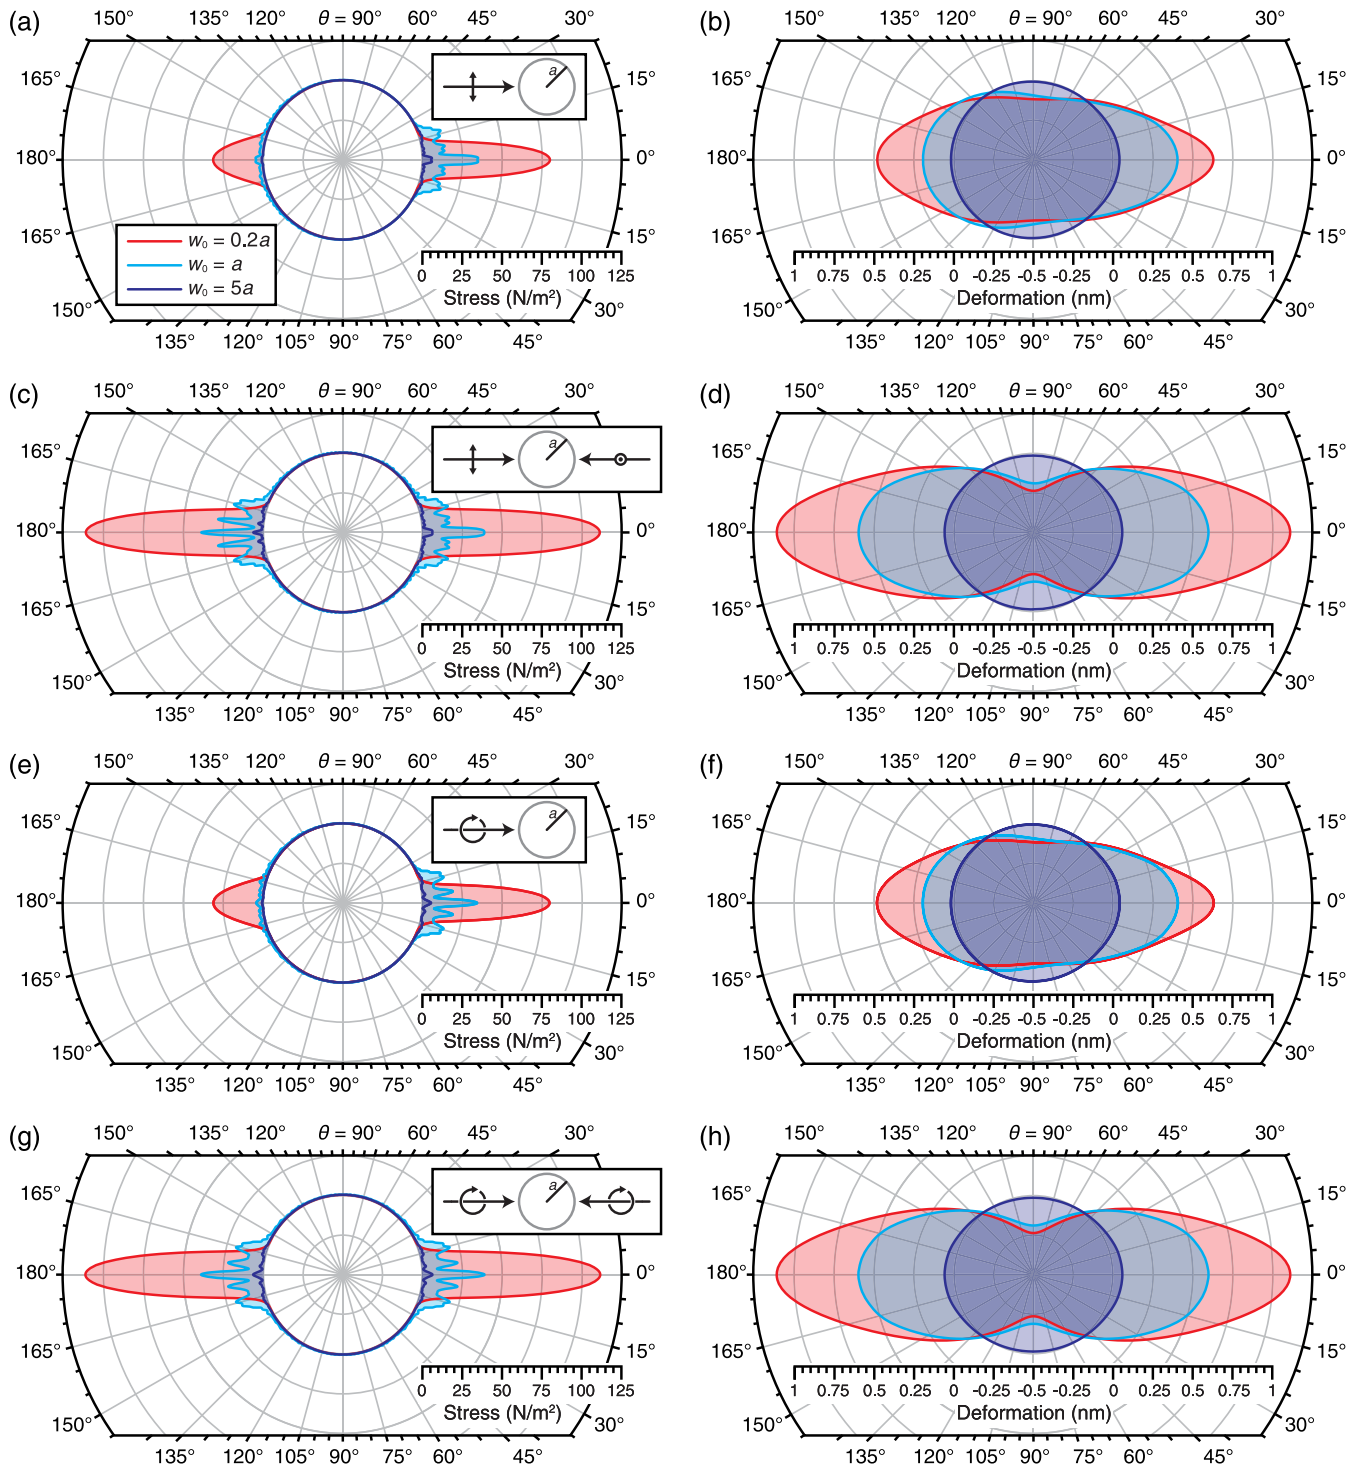 (a)
150° 135° 120° θ = 90° 60° 45° 30°
165° 15°
a
180° 0°
w₀ = 0.2a
w₀ = a
w₀ = 5a
165° 15°
0 25 50 75 100 125
Stress (N/m²)
150° 30°
135° 120° 105° 90° 75° 60° 45°
(b)
150° 135° 120° θ = 90° 60° 45° 30°
165° 15°
180° 0°
165° 15°
1 0.75 0.5 0.25 0 -0.25 -0.5 -0.25 0 0.25 0.5 0.75 1
Deformation (nm)
150° 30°
135° 120° 105° 90° 75° 60° 45°
(c)
150° 135° 120° θ = 90° 60° 45° 30°
165° a
180° 0°
165° 15°
0 25 50 75 100 125
Stress (N/m²)
150° 30°
135° 120° 105° 90° 75° 60° 45°
(d)
150° 135° 120° θ = 90° 60° 45° 30°
165° 15°
180° 0°
165° 15°
1 0.75 0.5 0.25 0 -0.25 -0.5 -0.25 0 0.25 0.5 0.75 1
Deformation (nm)
150° 30°
135° 120° 105° 90° 75° 60° 45°
(e)
150° 135° 120° θ = 90° 60° 45° 30°
165° 15°
a
180° 0°
165° 15°
0 25 50 75 100 125
Stress (N/m²)
150° 30°
135° 120° 105° 90° 75° 60° 45°
(f)
150° 135° 120° θ = 90° 60° 45° 30°
165° 15°
180° 0°
165° 15°
1 0.75 0.5 0.25 0 -0.25 -0.5 -0.25 0 0.25 0.5 0.75 1
Deformation (nm)
150° 30°
135° 120° 105° 90° 75° 60° 45°
(g)
150° 135° 120° θ = 90° 60° 45° 30°
165° a
180° 0°
165° 15°
0 25 50 75 100 125
Stress (N/m²)
150° 30°
135° 120° 105° 90° 75° 60° 45°
(h)
150° 135° 120° θ = 90° 60° 45° 30°
165° 15°
180° 0°
165° 15°
1 0.75 0.5 0.25 0 -0.25 -0.5 -0.25 0 0.25 0.5 0.75 1
Deformation (nm)
150° 30°
135° 120° 105° 90° 75° 60° 45°